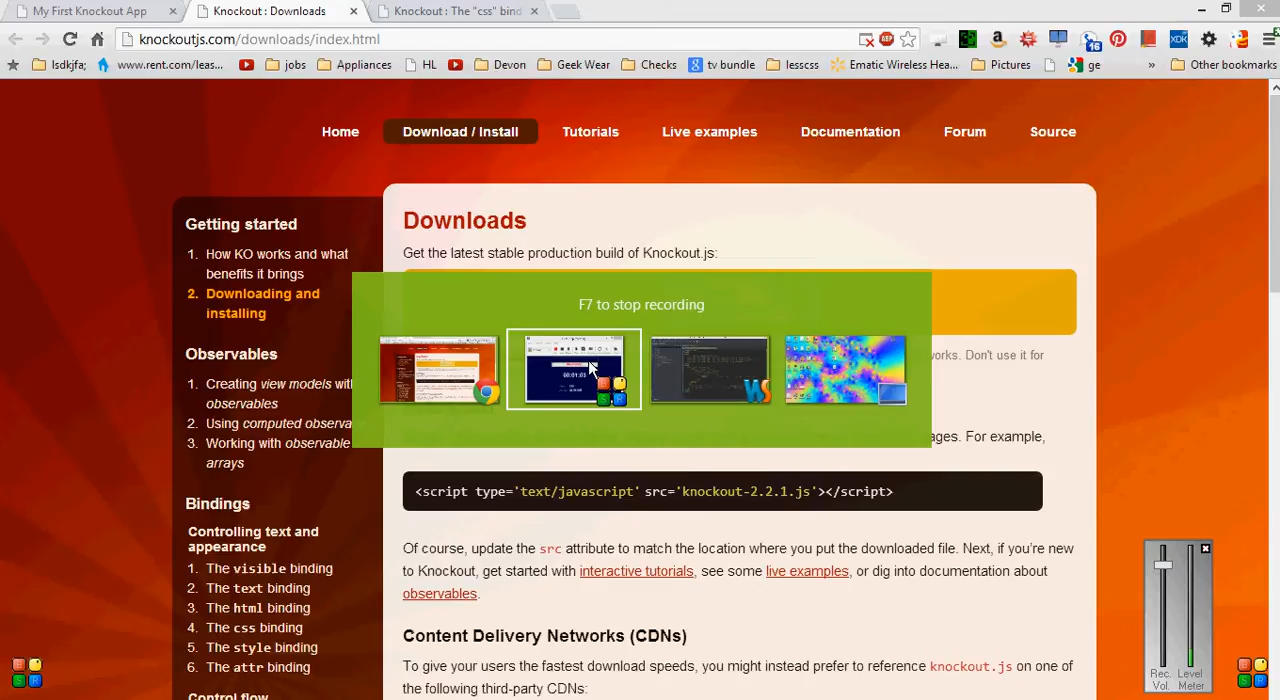 My First Knockout App
Knockout : Downloads
Knockout : The "css" bind
knockoutjs.com/downloads/index.html
16
lsdkjfa;
www.rent.com/leas...
jobs
Appliances
HL
Devon
Geek Wear
Checks
tv bundle
lesscss
Ematic Wireless Hea...
Pictures
ge
»
Other bookmarks
Home
Download / Install
Tutorials
Live examples
Documentation
Forum
Source
Getting started
1. How KO works and what
benefits it brings
2. Downloading and
installing
Observables
1. Creating view models with
observables
2. Using computed observa
3. Working with observable
arrays
Bindings
Controlling text and
appearance
1. The visible binding
2. The text binding
3. The html binding
4. The css binding
5. The style binding
6. The attr binding
Control flow
Downloads
Get the latest stable production build of Knockout.js:
F7 to stop recording
00:01:03
works. Don't use it for
ages. For example,
<script type='text/javascript' src='knockout-2.2.1.js'></script>
Of course, update the src attribute to match the location where you put the downloaded file. Next, if you're new
to Knockout, get started with interactive tutorials, see some live examples, or dig into documentation about
observables.
Content Delivery Networks (CDNs)
To give your users the fastest download speeds, you might instead prefer to reference knockout.js on one of
the following third-party CDNs:
Rec. Level
Vol. Meter